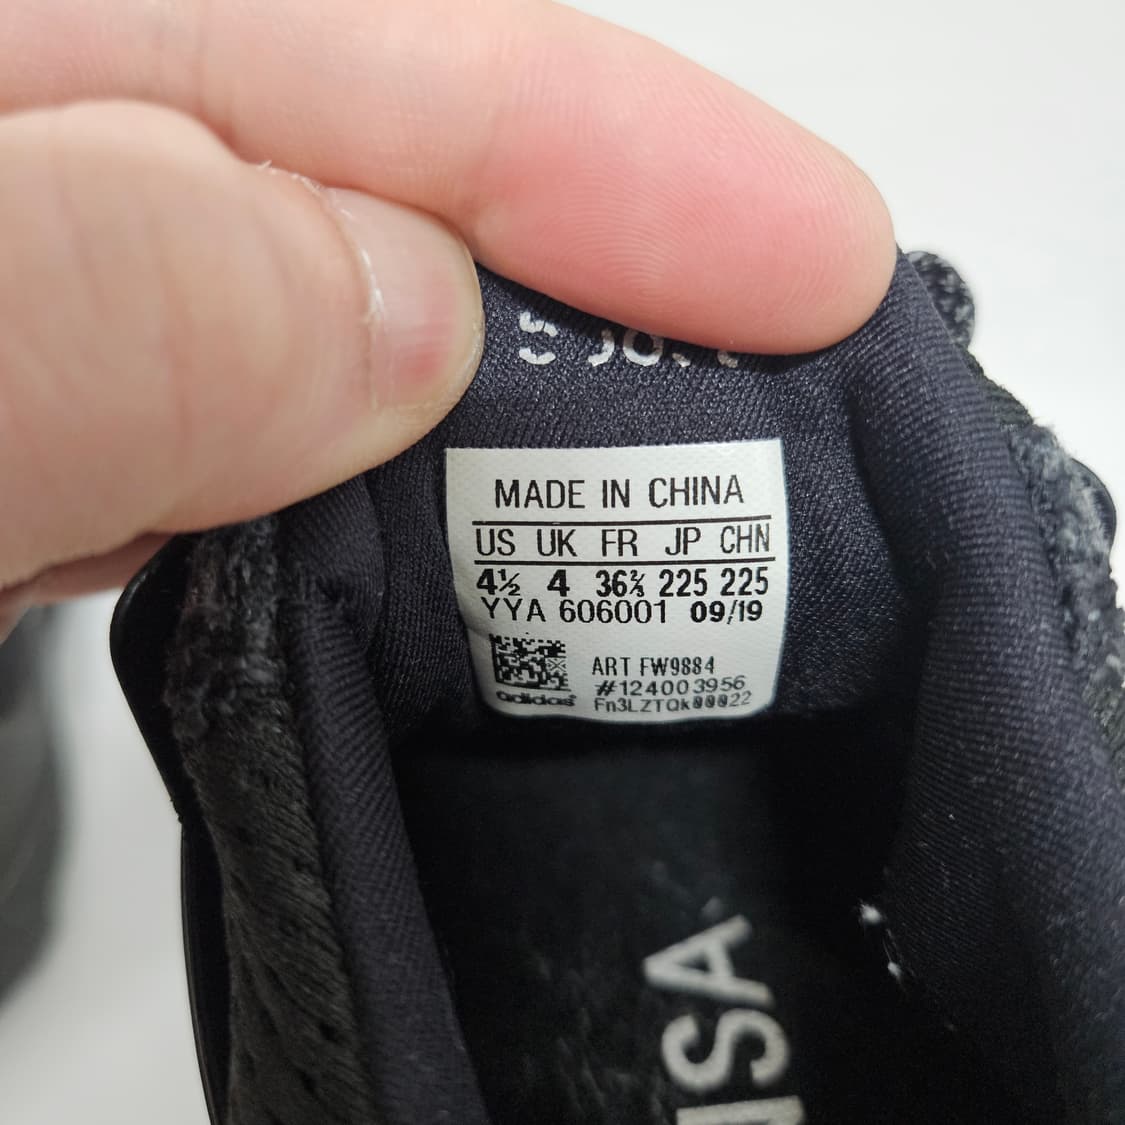 MADE IN CHINA
US UK FR JP CHN
4½ 4 36⅔ 225 225
YYA 606001 09/19
ART FW9884
#124003956
adidas
Fn3LZTQk00022